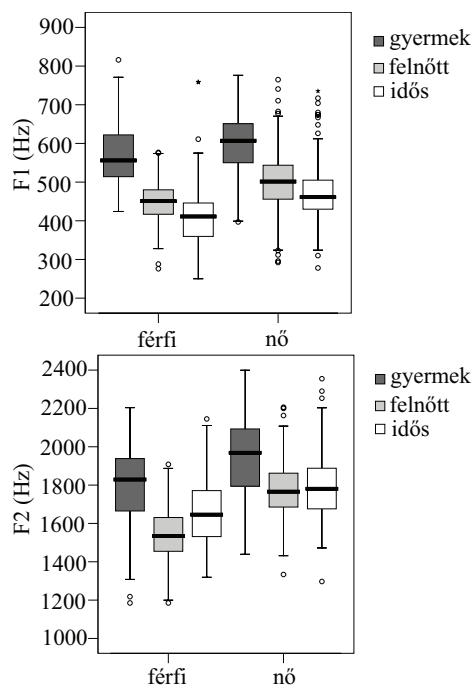 900
800
700
600
500
400
300
200
F1 (Hz)
férfi
nő
gyermek
felnőtt
idős
2400
2200
2000
1800
1600
1400
1200
1000
F2 (Hz)
férfi
nő
gyermek
felnőtt
idős